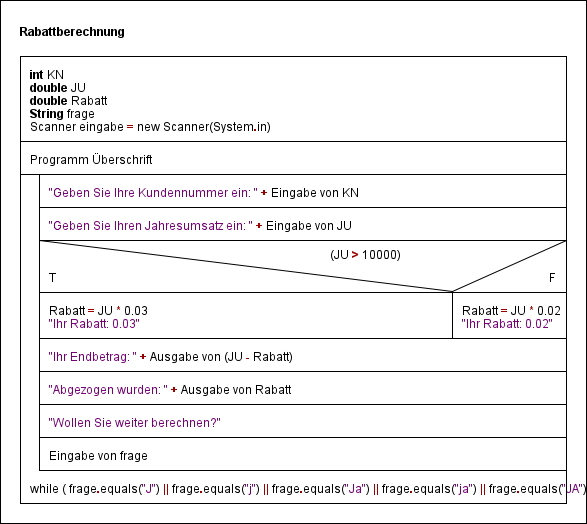 Rabattberechnung
int KN
double JU
double Rabatt
String frage
Scanner eingabe = new Scanner(System.in)
Programm Überschrift
"Geben Sie Ihre Kundennummer ein: " + Eingabe von KN
"Geben Sie Ihren Jahresumsatz ein: " + Eingabe von JU
(JU > 10000)
T
F
Rabatt = JU * 0.03
"Ihr Rabatt: 0.03"
Rabatt = JU * 0.02
"Ihr Rabatt: 0.02"
"Ihr Endbetrag: " + Ausgabe von (JU - Rabatt)
"Abgezogen wurden: " + Ausgabe von Rabatt
"Wollen Sie weiter berechnen?"
Eingabe von frage
while ( frage.equals("J") || frage.equals("j") || frage.equals("Ja") || frage.equals("ja") || frage.equals("JA")